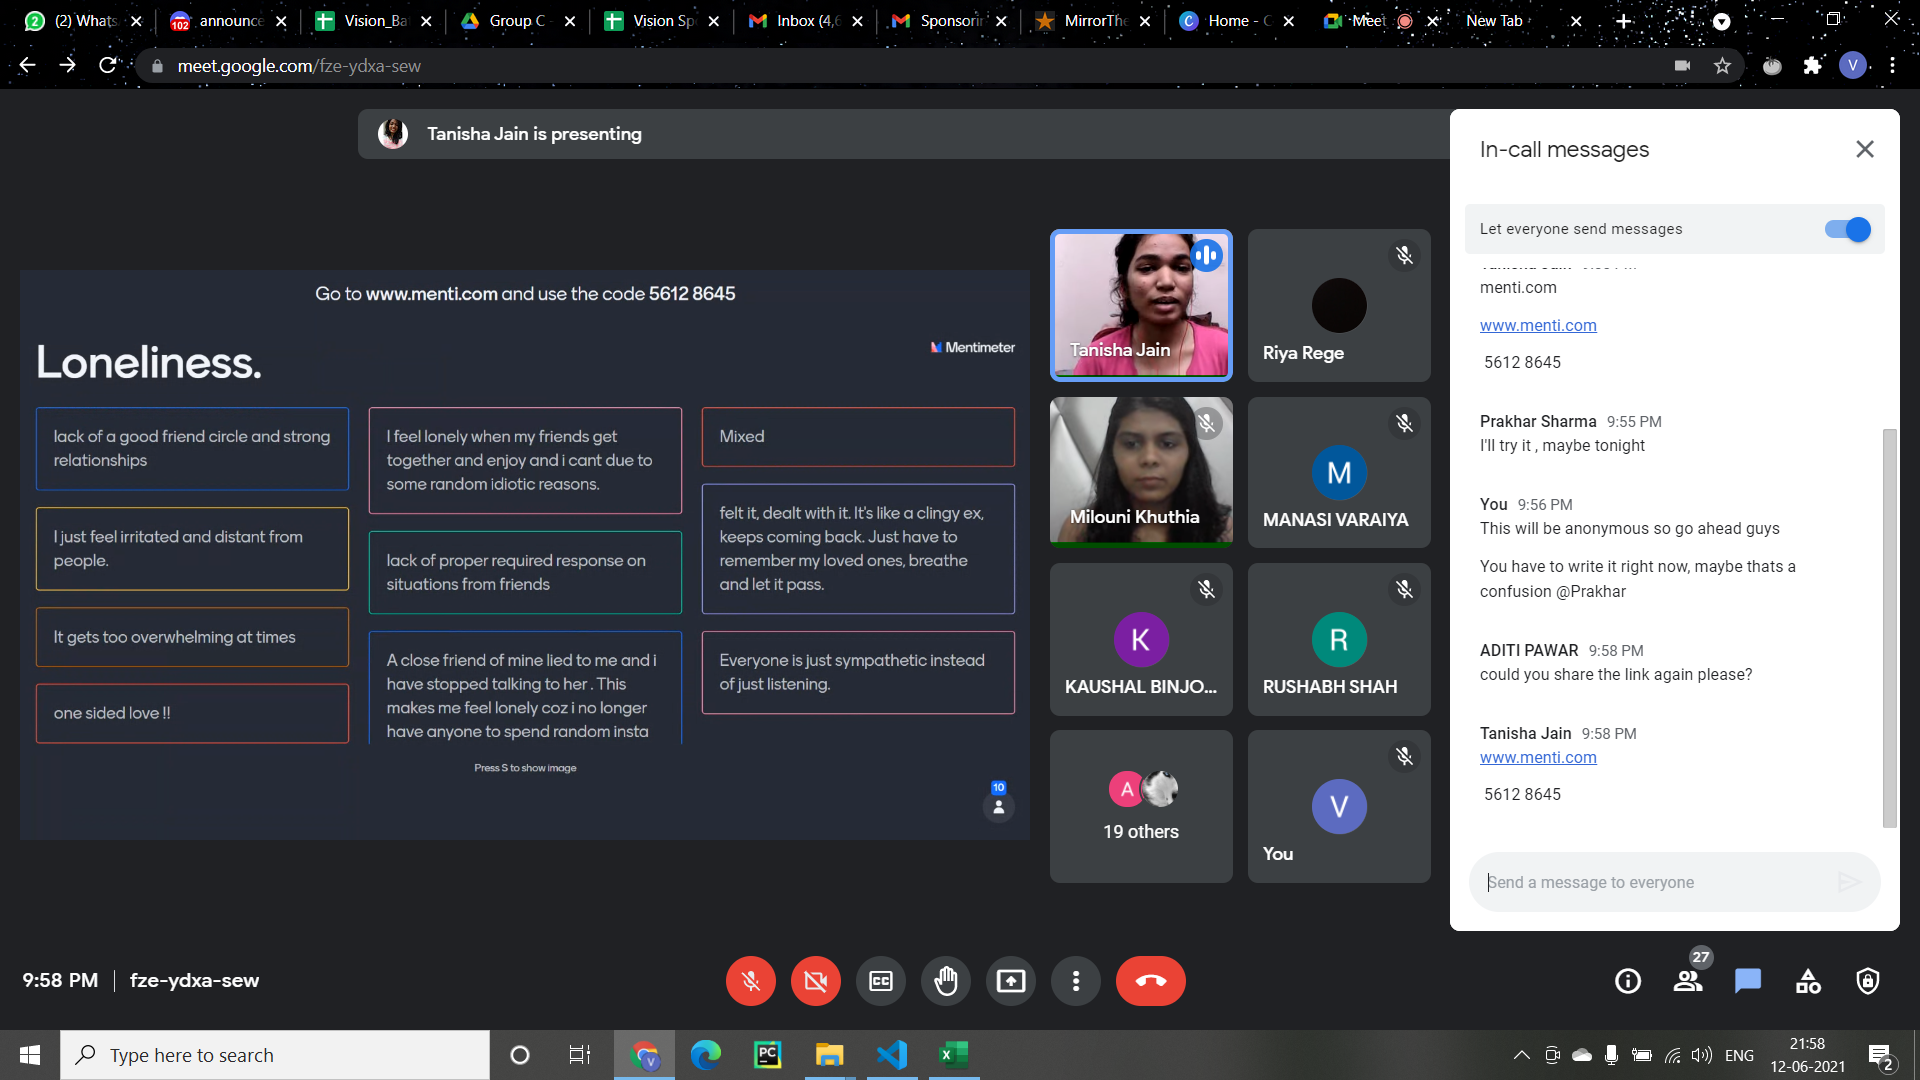 (2) Whats
102
announce
Vision_Ba
Group C -
Vision Sp
Inbox (4,6
Sponsorin
MirrorThe
Home - C
Meet
New Tab
meet.google.com/fze-ydxa-sew
V
Tanisha Jain is presenting
Go to www.menti.com and use the code 5612 8645
Loneliness.
Mentimeter
lack of a good friend circle and strong
relationships
I just feel irritated and distant from
people.
It gets too overwhelming at times
one sided love !!
I feel lonely when my friends get
together and enjoy and i cant due to
some random idiotic reasons.
lack of proper required response on
situations from friends
A close friend of mine lied to me and i
have stopped talking to her . This
makes me feel lonely coz i no longer
have anyone to spend random insta
Mixed
felt it, dealt with it. It's like a clingy ex,
keeps coming back. Just have to
remember my loved ones, breathe
and let it pass.
Everyone is just sympathetic instead
of just listening.
Press S to show image
10
Tanisha Jain
Riya Rege
Milouni Khuthia
M
MANASI VARAIYA
K
KAUSHAL BINJO...
R
RUSHABH SHAH
A
19 others
V
You
In-call messages
Let everyone send messages
menti.com
www.menti.com
5612 8645
Prakhar Sharma 9:55 PM
I'll try it , maybe tonight
You 9:56 PM
This will be anonymous so go ahead guys
You have to write it right now, maybe thats a
confusion @Prakhar
ADITI PAWAR 9:58 PM
could you share the link again please?
Tanisha Jain 9:58 PM
www.menti.com
5612 8645
Send a message to everyone
9:58 PM | fze-ydxa-sew
27
Type here to search
V
PC
ENG
21:58
12-06-2021
2